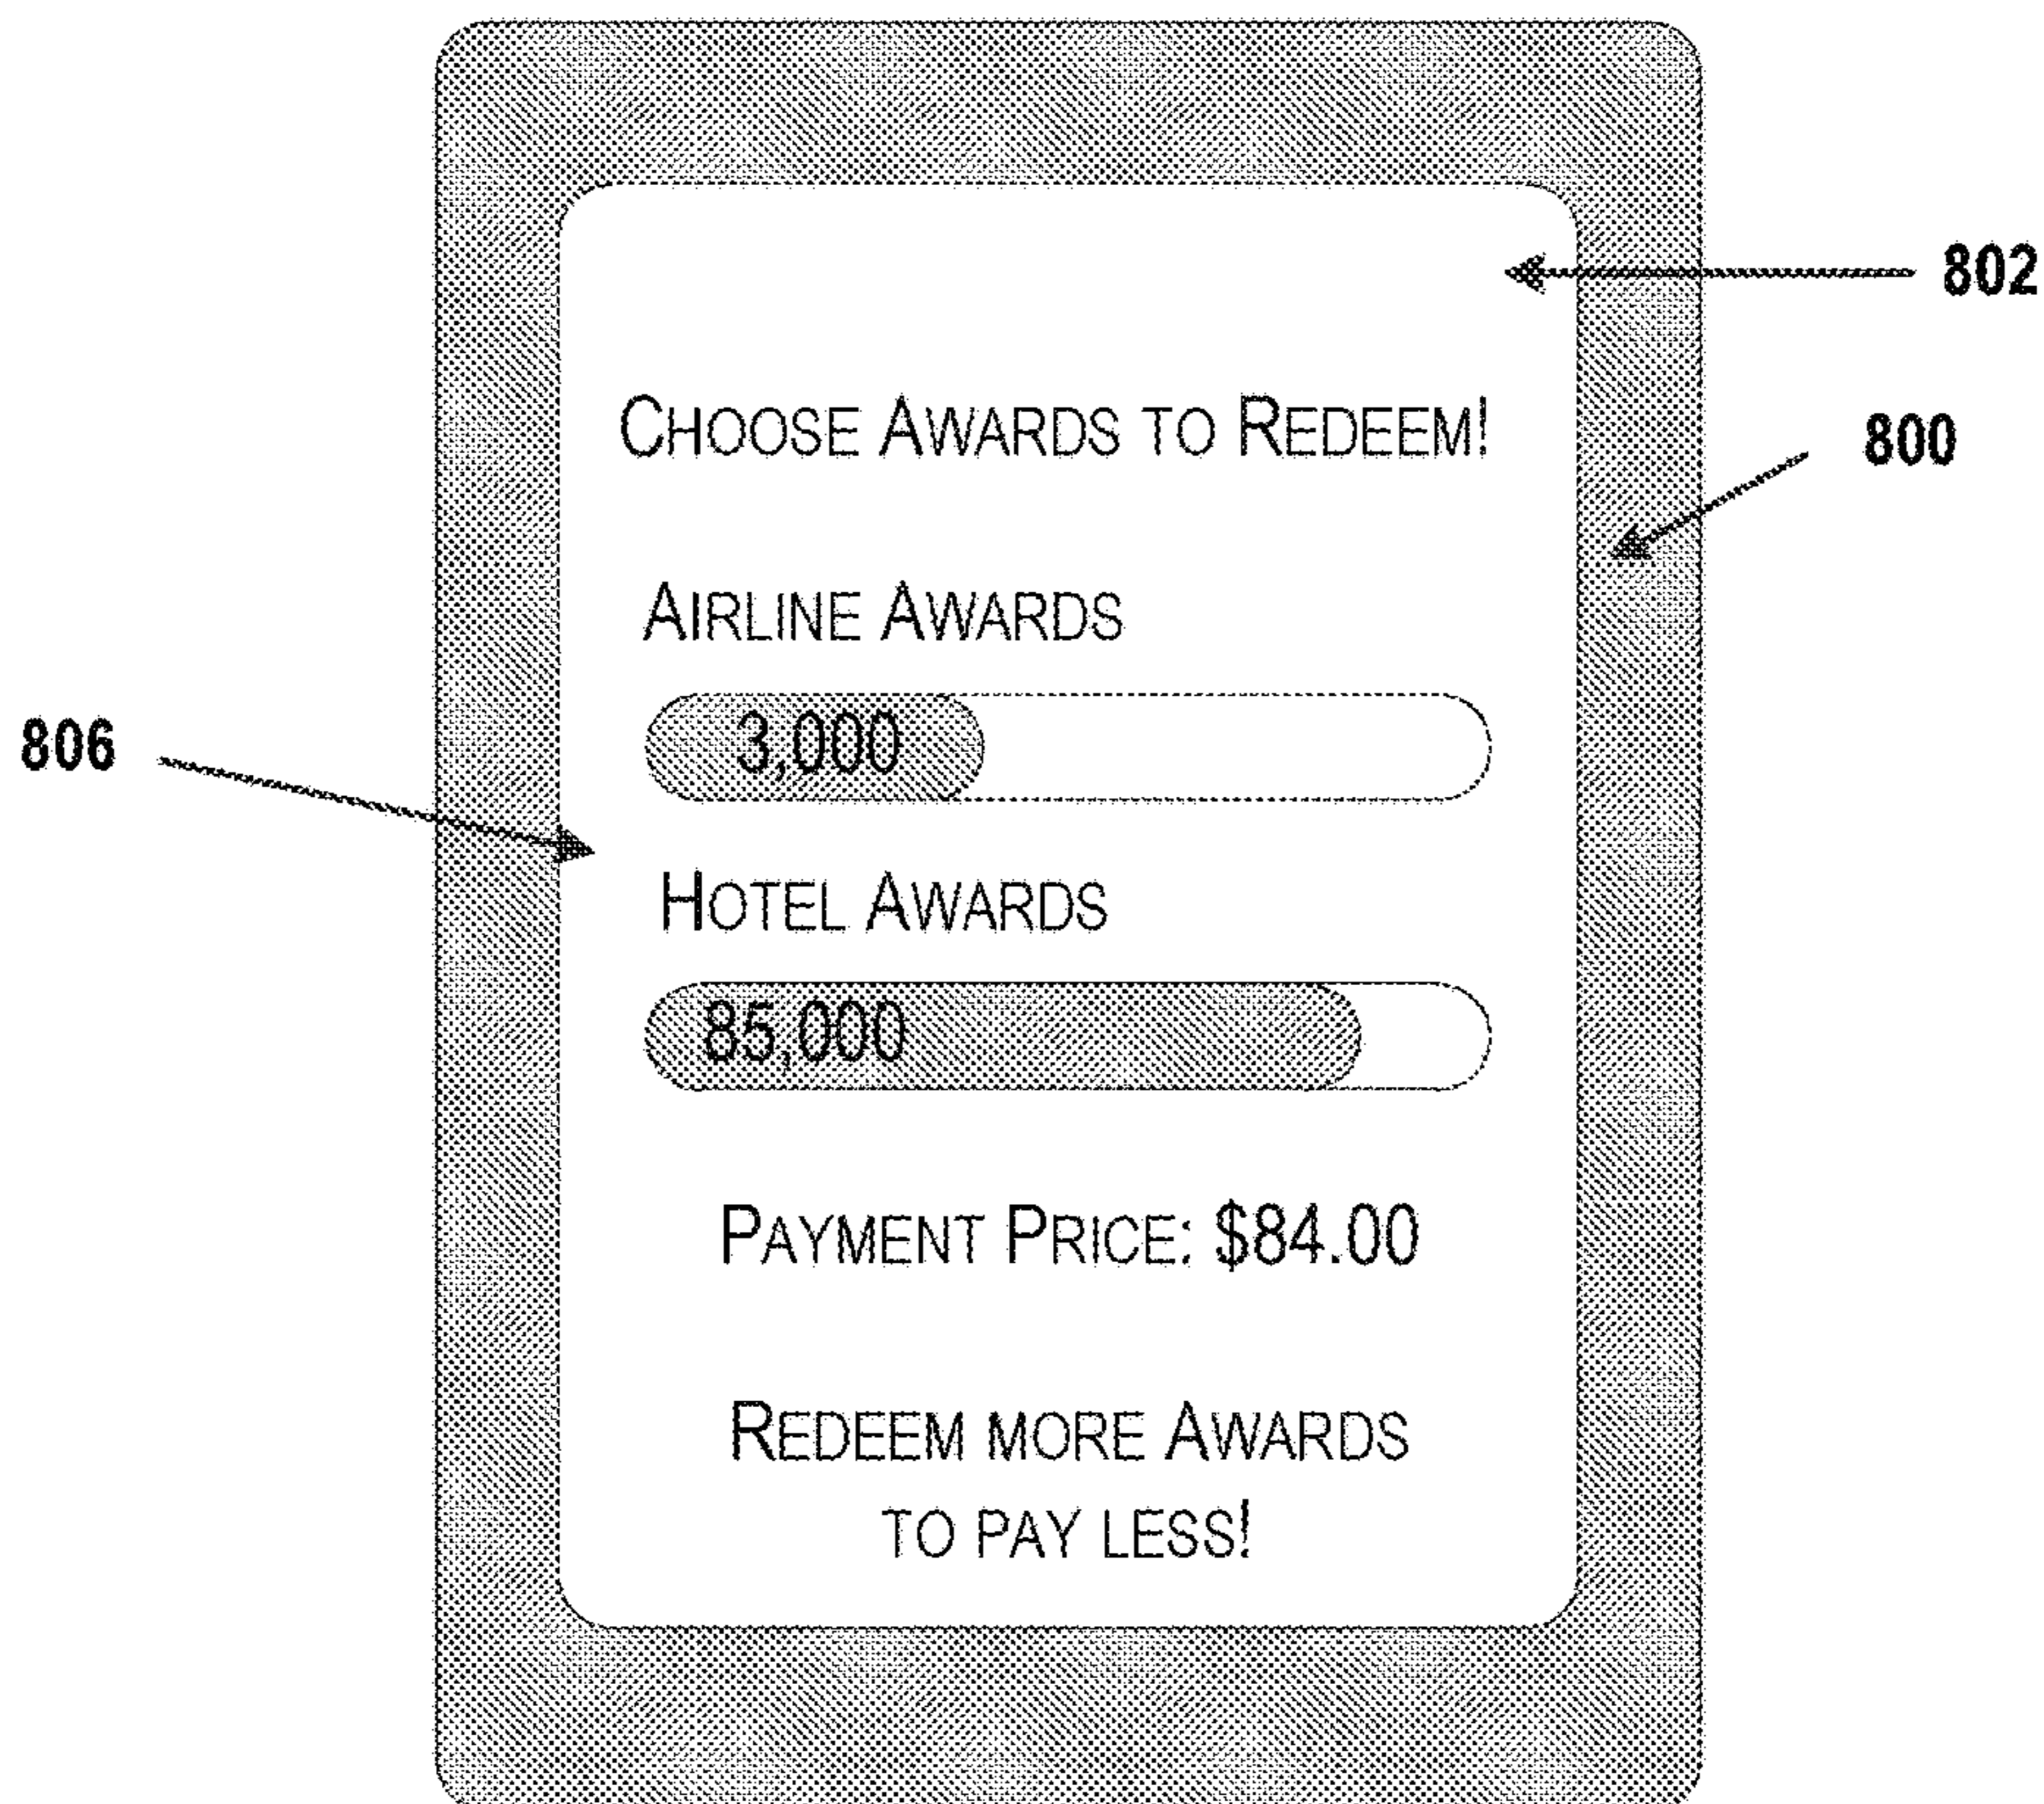 802
CHOOSE AWARDS TO REDEEM!
800
AIRLINE AWARDS
3,000
806
HOTEL AWARDS
85,000
PAYMENT PRICE: $84.00
REDEEM MORE AWARDS
TO PAY LESS!